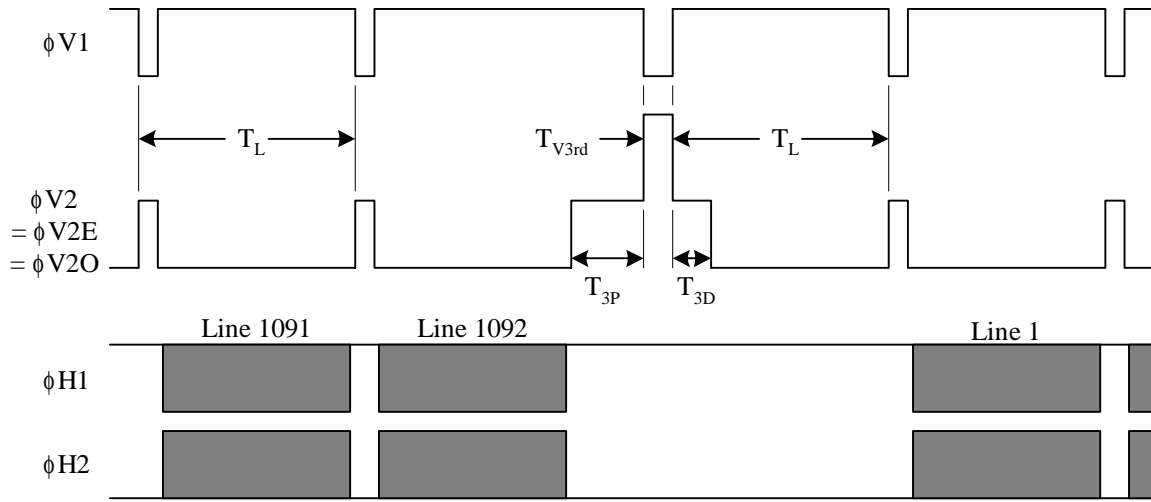 ϕV1
T_L
T_V3rd
T_L
ϕV2
= ϕV2E
= ϕV2O
T_3P
T_3D
Line 1091
Line 1092
Line 1
ϕH1
ϕH2